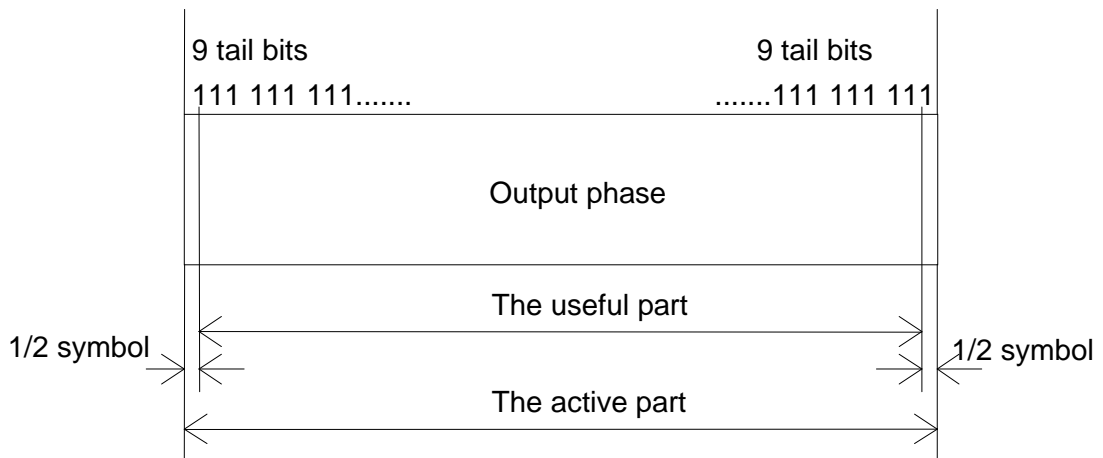 9 tail bits 9 tail bits
111 111 111....... .......111 111 111
Output phase
The useful part
1/2 symbol 1/2 symbol
The active part